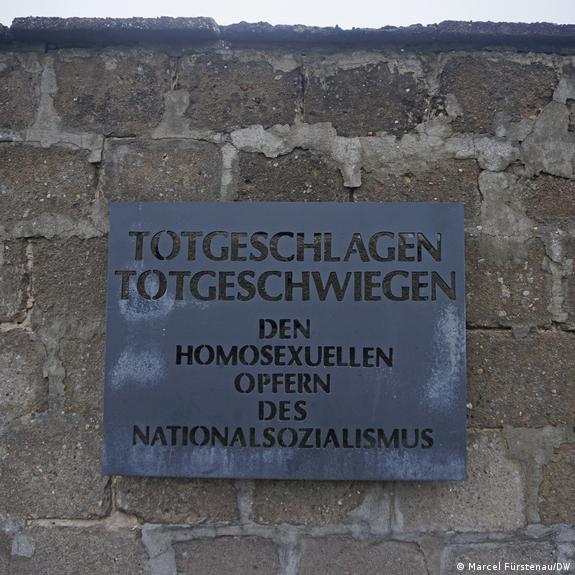 TOTGESCHLAGEN
TOTGESCHWIEGEN
DEN
HOMOSEXUELLEN
OPFERN
DES
NATIONALSOZIALISMUS
© Marcel Fürstenau/DW